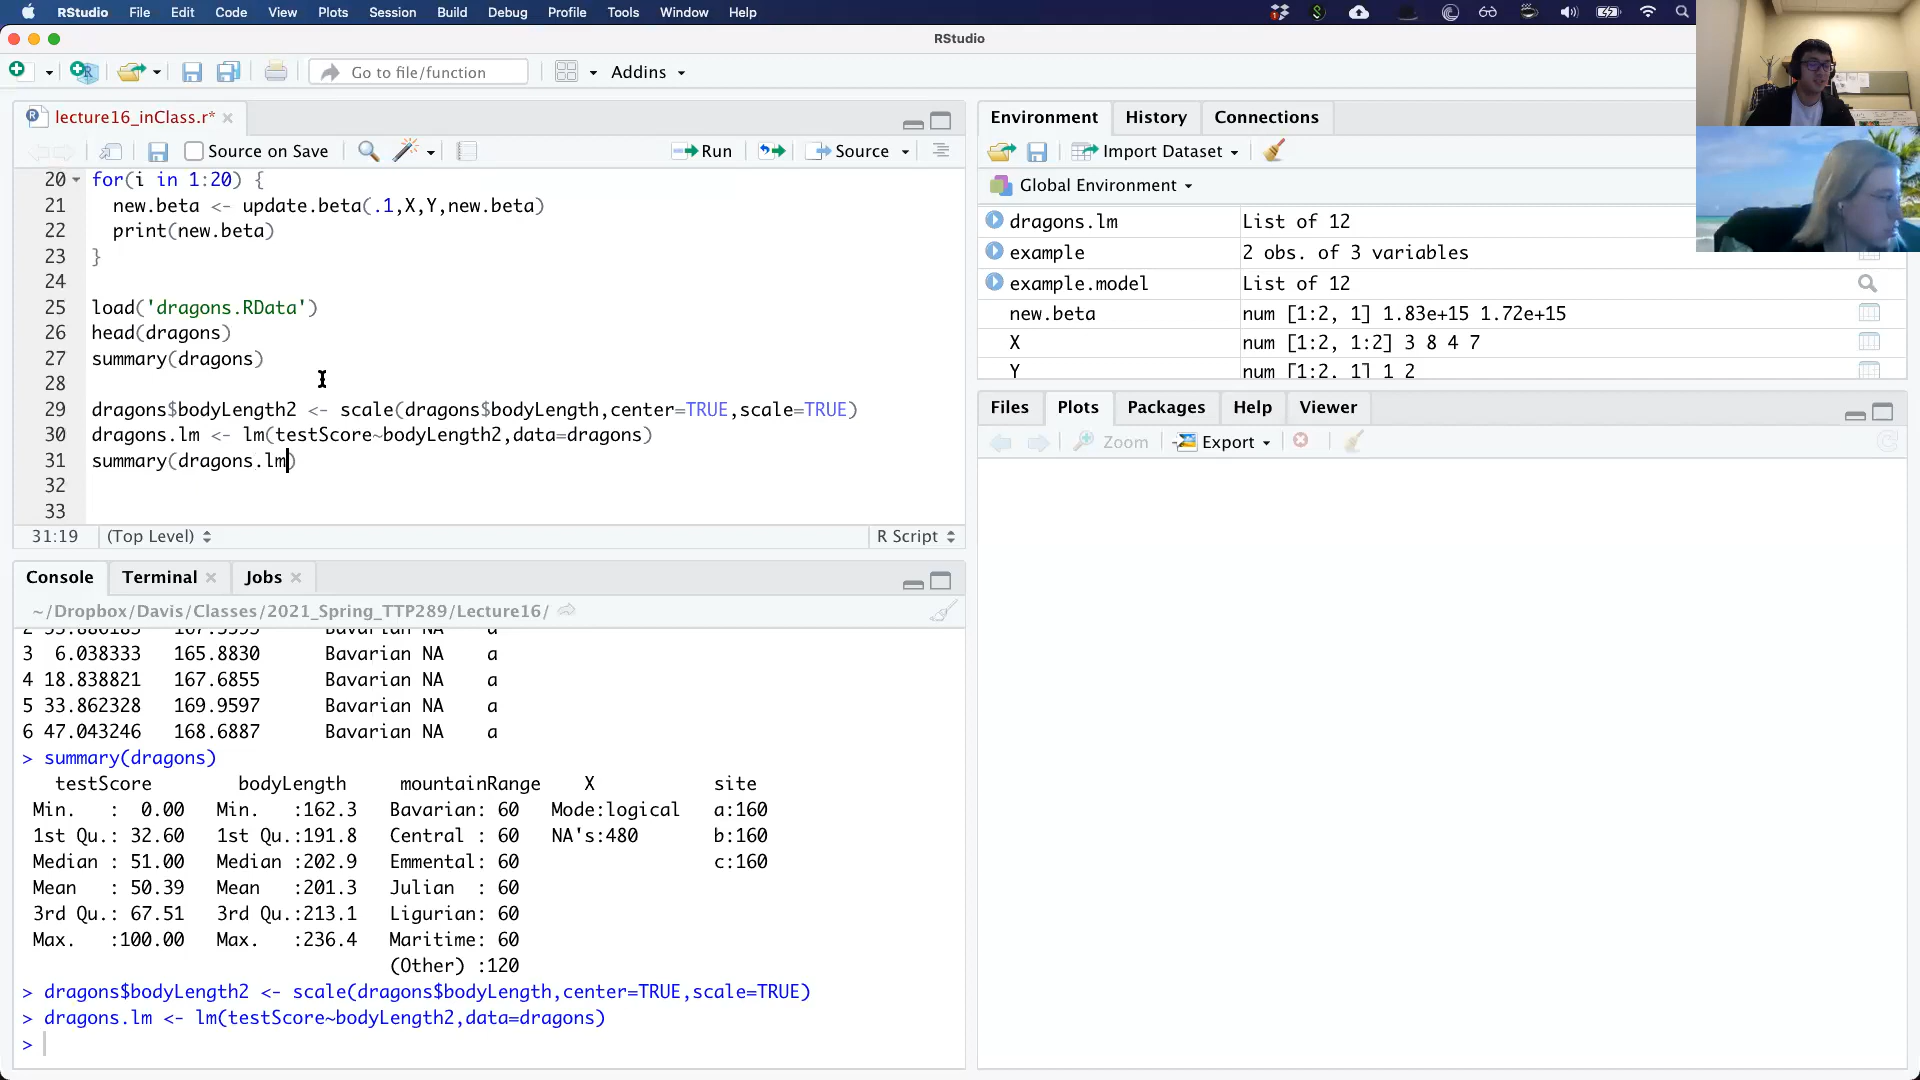 RStudio File Edit Code View Plots Session Build Debug Profile Tools Window Help
RStudio
Go to file/function Addins
lecture16_inClass.r*
Source on Save Run Source
20 for(i in 1:20) {
21 new.beta <- update.beta(.1,X,Y,new.beta)
22 print(new.beta)
23 }
24
25 load('dragons.RData')
26 head(dragons)
27 summary(dragons)
28
29 dragons$bodyLength2 <- scale(dragons$bodyLength,center=TRUE,scale=TRUE)
30 dragons.lm <- lm(testScore~bodyLength2,data=dragons)
31 summary(dragons.lm)
32
33
31:19 (Top Level) R Script
Console Terminal Jobs
~/Dropbox/Davis/Classes/2021_Spring_TTP289/Lecture16/
3 6.038333 165.8830 Bavarian NA a
4 18.838821 167.6855 Bavarian NA a
5 33.862328 169.9597 Bavarian NA a
6 47.043246 168.6887 Bavarian NA a
> summary(dragons)
testScore bodyLength mountainRange X site
Min. : 0.00 Min. :162.3 Bavarian: 60 Mode:logical a:160
1st Qu.: 32.60 1st Qu.:191.8 Central : 60 NA's:480 b:160
Median : 51.00 Median :202.9 Emmental: 60 c:160
Mean : 50.39 Mean :201.3 Julian : 60
3rd Qu.: 67.51 3rd Qu.:213.1 Ligurian: 60
Max. :100.00 Max. :236.4 Maritime: 60
(Other) :120
> dragons$bodyLength2 <- scale(dragons$bodyLength,center=TRUE,scale=TRUE)
> dragons.lm <- lm(testScore~bodyLength2,data=dragons)
>
Environment History Connections
Import Dataset
Global Environment
dragons.lm List of 12
example 2 obs. of 3 variables
example.model List of 12
new.beta num [1:2, 1] 1.83e+15 1.72e+15
X num [1:2, 1:2] 3 8 4 7
Y num [1:2, 1] 1 2
Files Plots Packages Help Viewer
Zoom Export